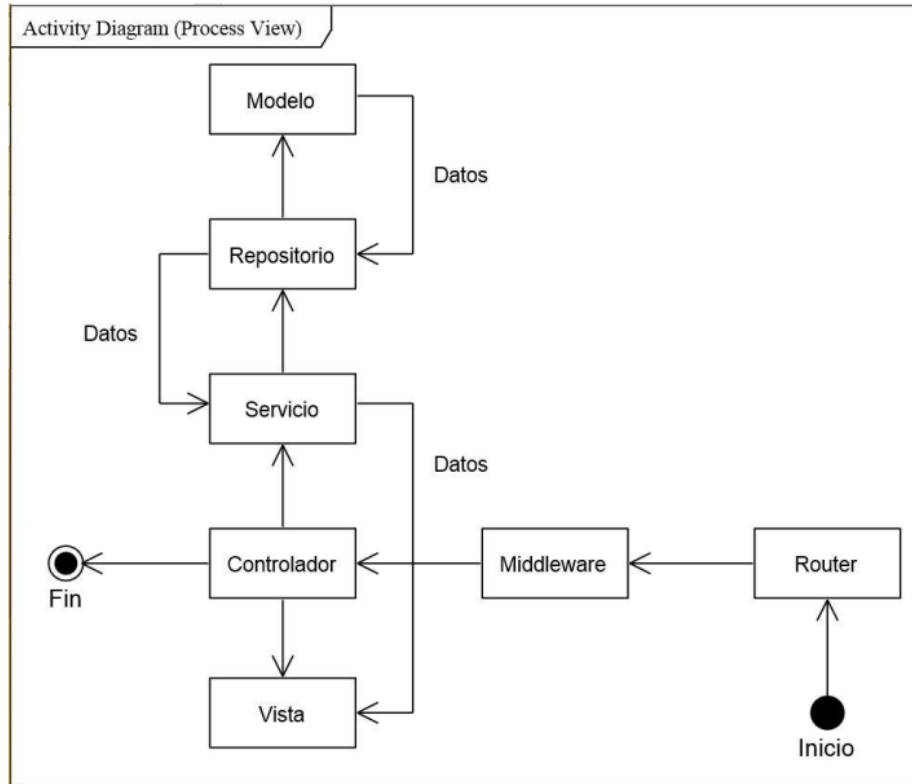 Activity Diagram (Process View)
Modelo
Datos
Repositorio
Datos
Servicio
Datos
Controlador
Middleware
Router
Fin
Vista
Inicio